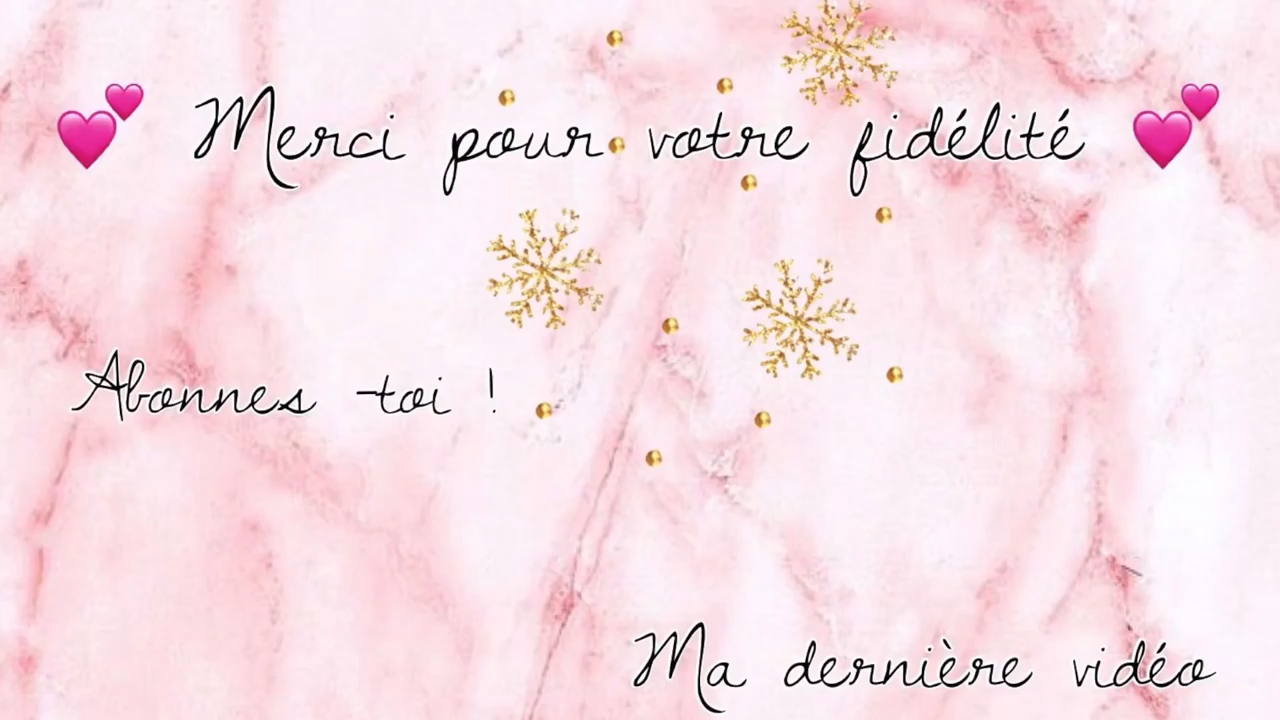 💕 Merci pour votre fidélité 💕
Abonnes -toi !
Ma dernière vidéo